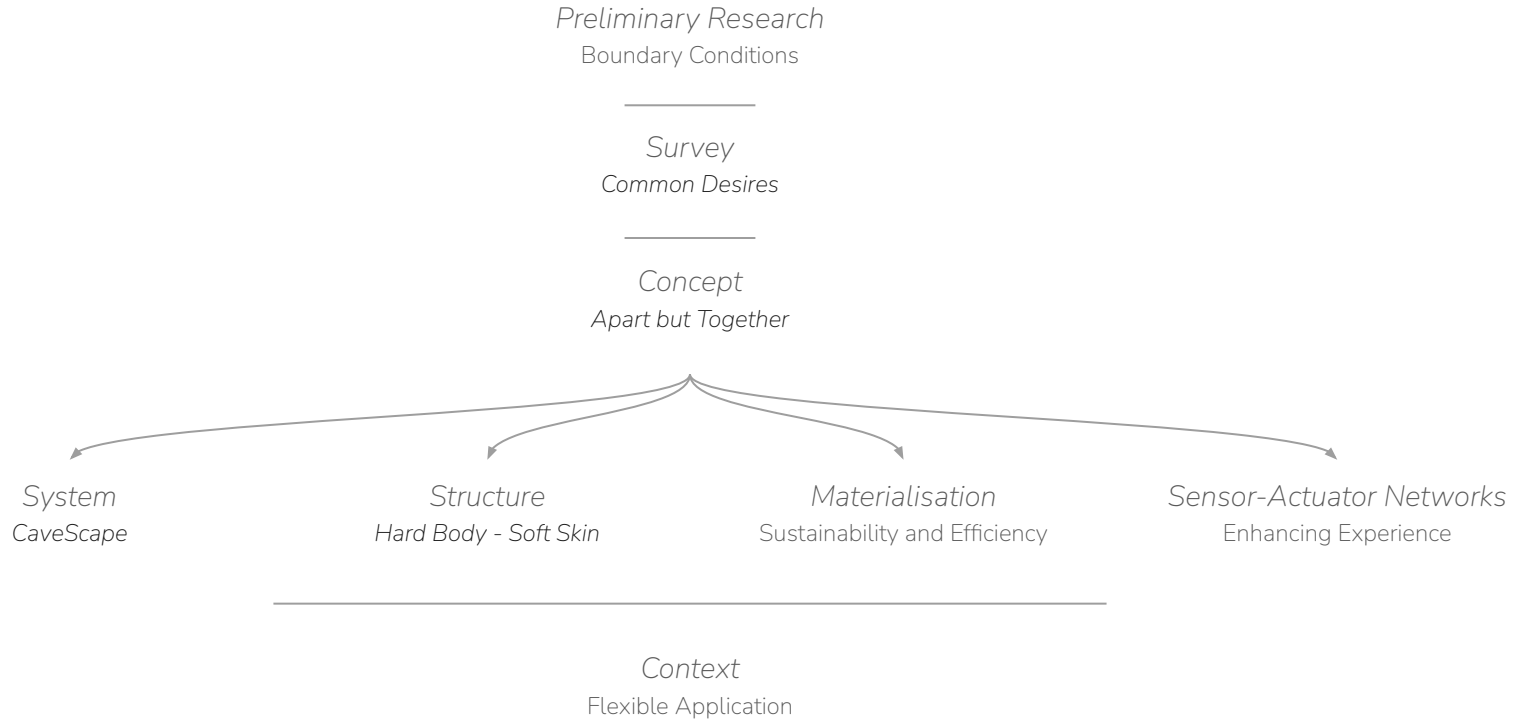 Preliminary Research
Boundary Conditions
Survey
Common Desires
Concept
Apart but Together
System
CaveScape
Structure
Hard Body - Soft Skin
Materialisation
Sustainability and Efficiency
Sensor-Actuator Networks
Enhancing Experience
Context
Flexible Application